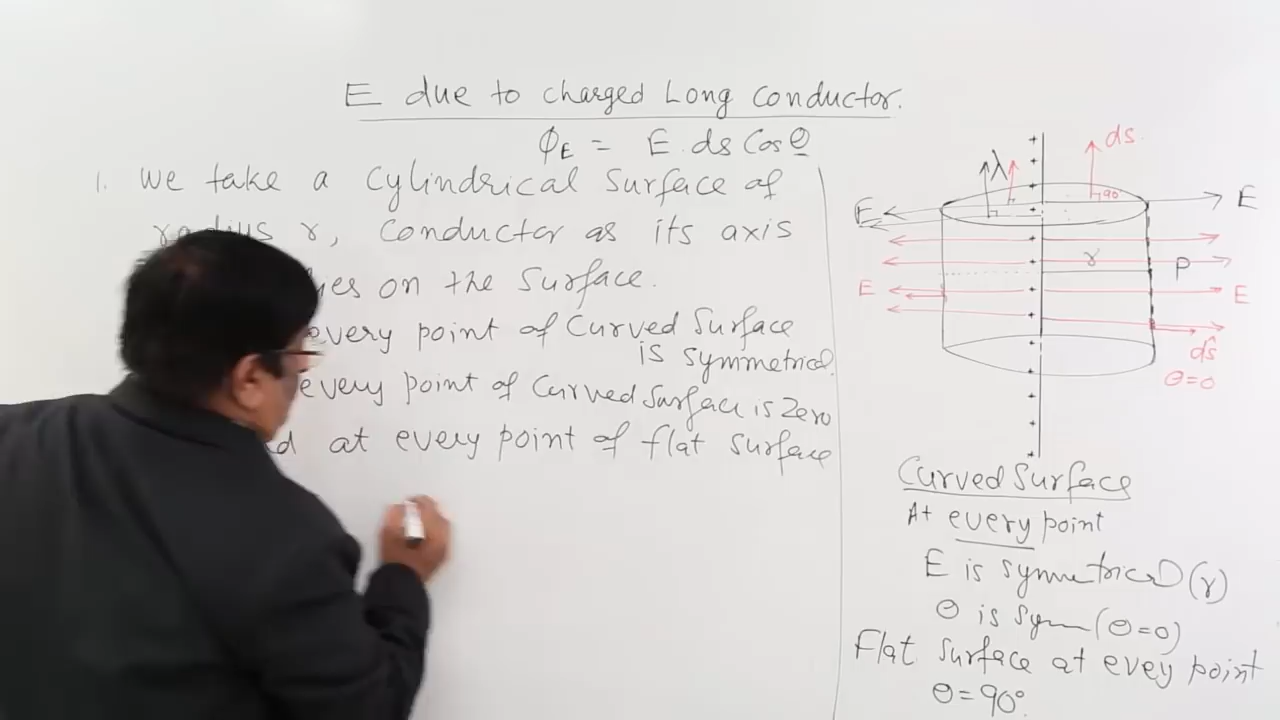 E due to charged Long Conductor.
ϕE = E.ds Cosθ
1. We take a Cylindrical Surface of
radius r, Conductor as its axis
on the Surface.
every point of Curved Surface
is symmetrical
every point of Curved Surface is Zero
at every point of flat surface
λ
ds
90
E
E
r
P
E
E
ds
θ=0
Curved Surface
At every point
E is symmetrical (r)
θ is sym (θ=0)
Flat surface at evey point
θ=90°